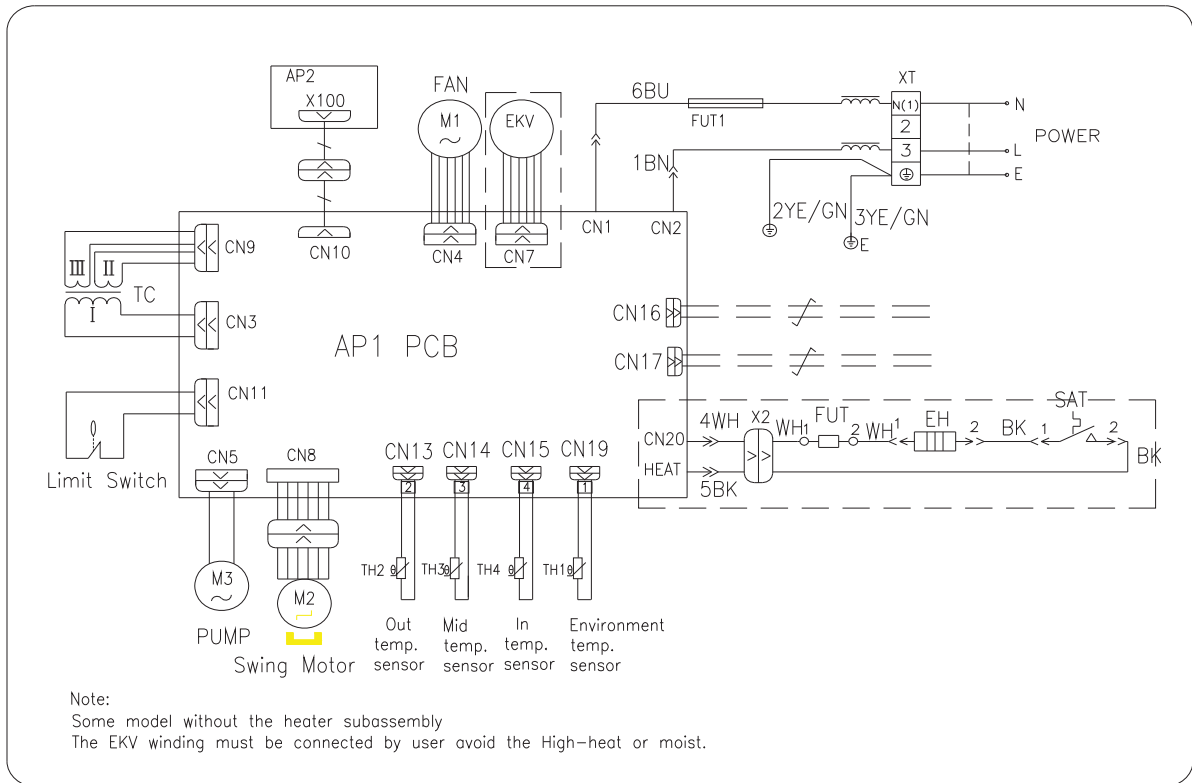 AP2
X100
FAN
M1
EKV
6BU
FUT1
XT
N(1)
2
3
N
L
E
POWER
1BN
2YE/GN
3YE/GN
E
CN9
CN10
CN4
CN7
CN1
CN2
III
II
I
TC
CN3
AP1 PCB
CN16
CN17
CN11
Limit Switch
CN5
CN8
CN13
CN14
CN15
CN19
2
3
4
1
CN20
HEAT
4WH
5BK
X2
WH
1
FUT
2
WH
1
EH
2
BK
1
SAT
2
BK
M3
PUMP
M2
Swing Motor
TH2
θ
TH3
θ
TH4
θ
TH1
θ
Out
temp.
sensor
Mid
temp.
sensor
In
temp.
sensor
Environment
temp.
sensor
Note:
Some model without the heater subassembly
The EKV winding must be connected by user avoid the High-heat or moist.